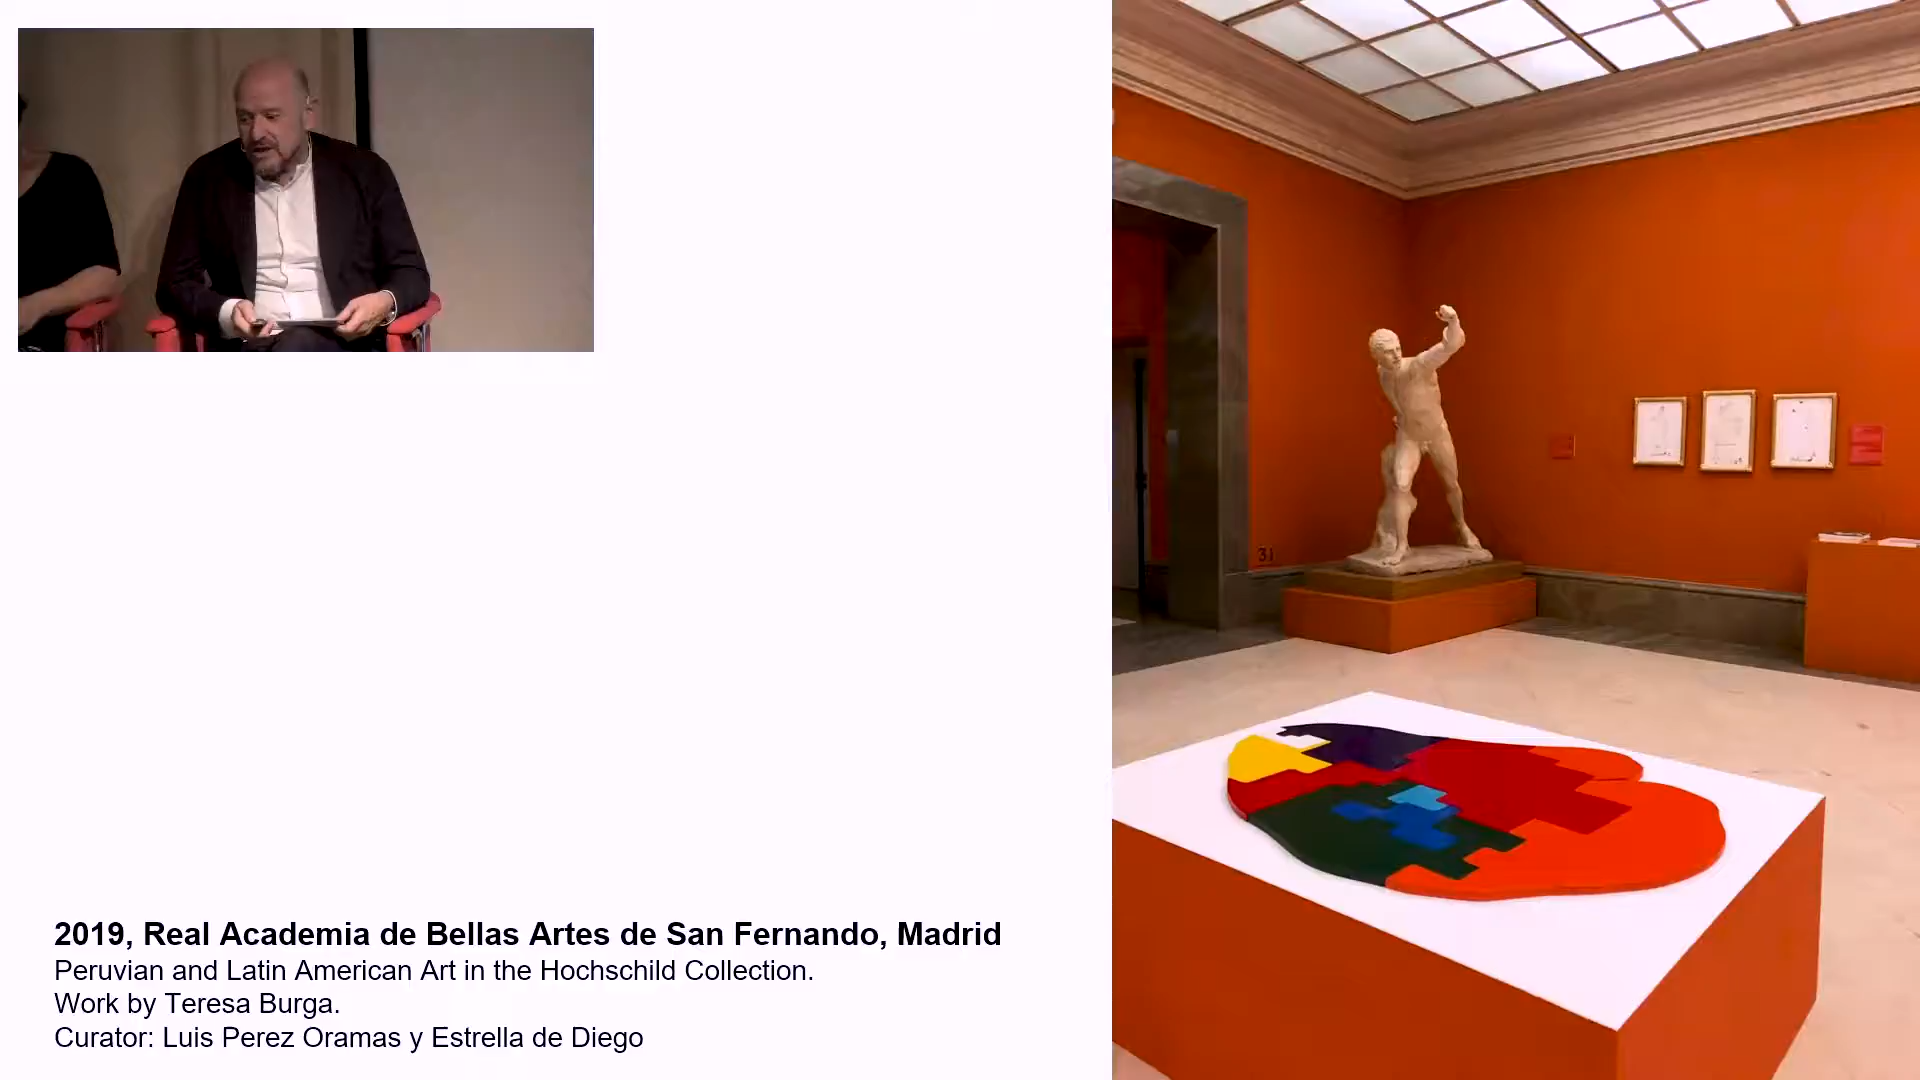 31
2019, Real Academia de Bellas Artes de San Fernando, Madrid
Peruvian and Latin American Art in the Hochschild Collection.
Work by Teresa Burga.
Curator: Luis Perez Oramas y Estrella de Diego